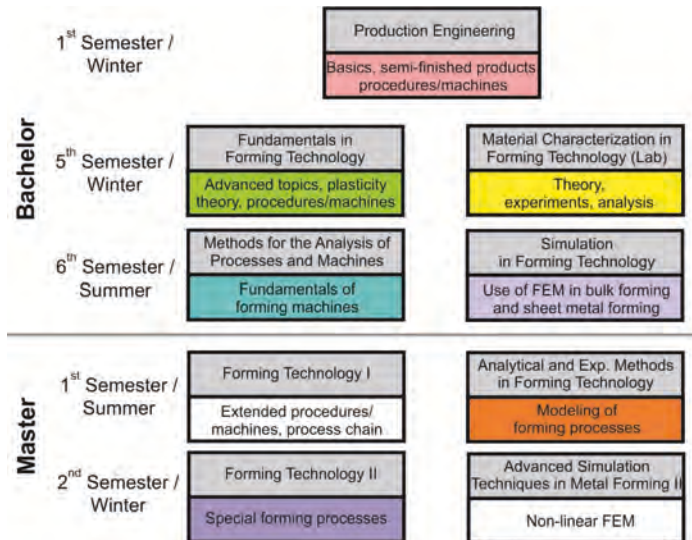 1st Semester /
Winter
Production Engineering
Basics, semi-finished products
procedures/machines
Bachelor
5th Semester /
Winter
Fundamentals in
Forming Technology
Advanced topics, plasticity
theory, procedures/machines
Material Characterization in
Forming Technology (Lab)
Theory,
experiments, analysis
6th Semester /
Summer
Methods for the Analysis of
Processes and Machines
Fundamentals of
forming machines
Simulation
in Forming Technology
Use of FEM in bulk forming
and sheet metal forming
Master
1st Semester /
Summer
Forming Technology I
Extended procedures/
machines, process chain
Analytical and Exp. Methods
in Forming Technology
Modeling of
forming processes
2nd Semester /
Winter
Forming Technology II
Special forming processes
Advanced Simulation
Techniques in Metal Forming II
Non-linear FEM